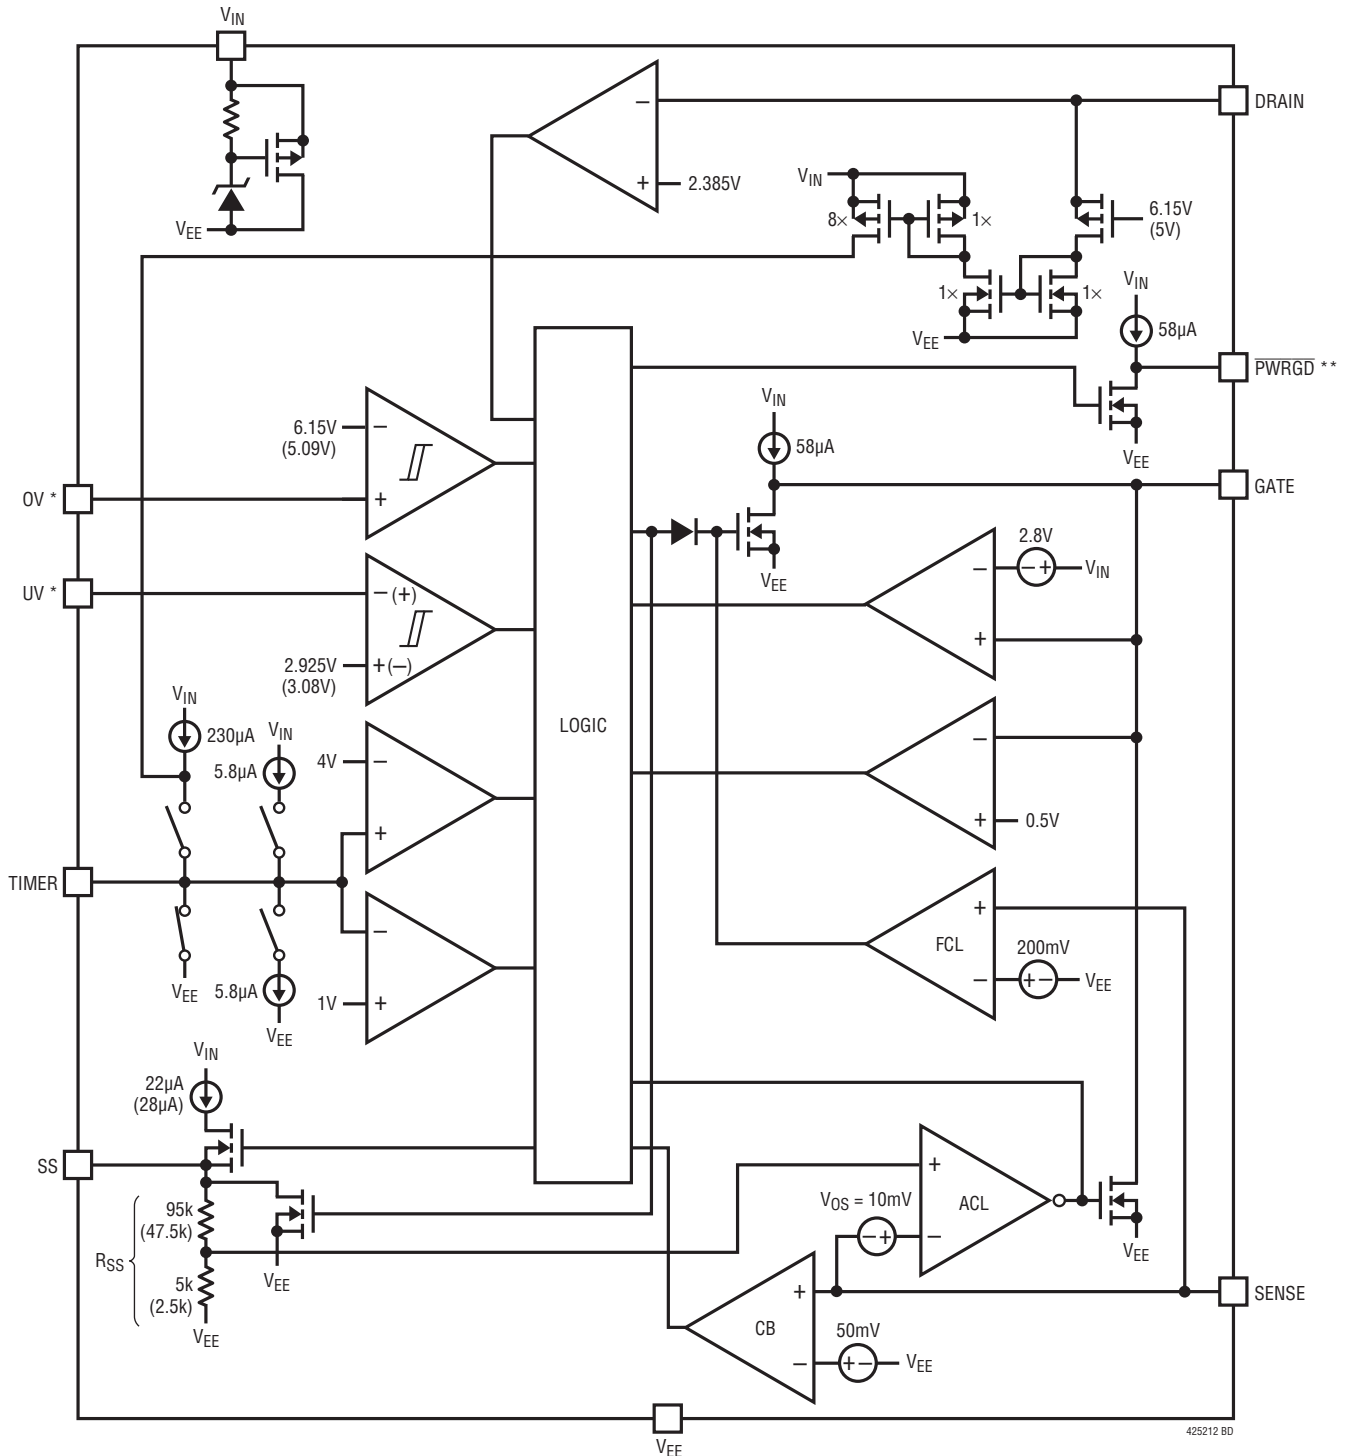 VIN
DRAIN
−
+
2.385V
VIN
8×
1×
6.15V
(5V)
VEE
1×
1×
VIN
58µA
VEE
PWRGD **
VIN
58µA
VEE
6.15V
(5.09V)
−
+
OV *
GATE
VEE
2.8V
− +
VIN
−
+
UV *
− (+)
2.925V
(3.08V)
+ (−)
LOGIC
VIN
230µA
VIN
5.8µA
4V
−
+
−
+
0.5V
TIMER
−
1V
+
VEE
5.8µA
VEE
+
FCL
−
200mV
+ −
VEE
VIN
22µA
(28µA)
SS
95k
(47.5k)
RSS
5k
(2.5k)
VEE
VEE
VOS = 10mV
− +
+
ACL
−
VEE
SENSE
+
CB
−
50mV
+ −
VEE
VEE
425212 BD